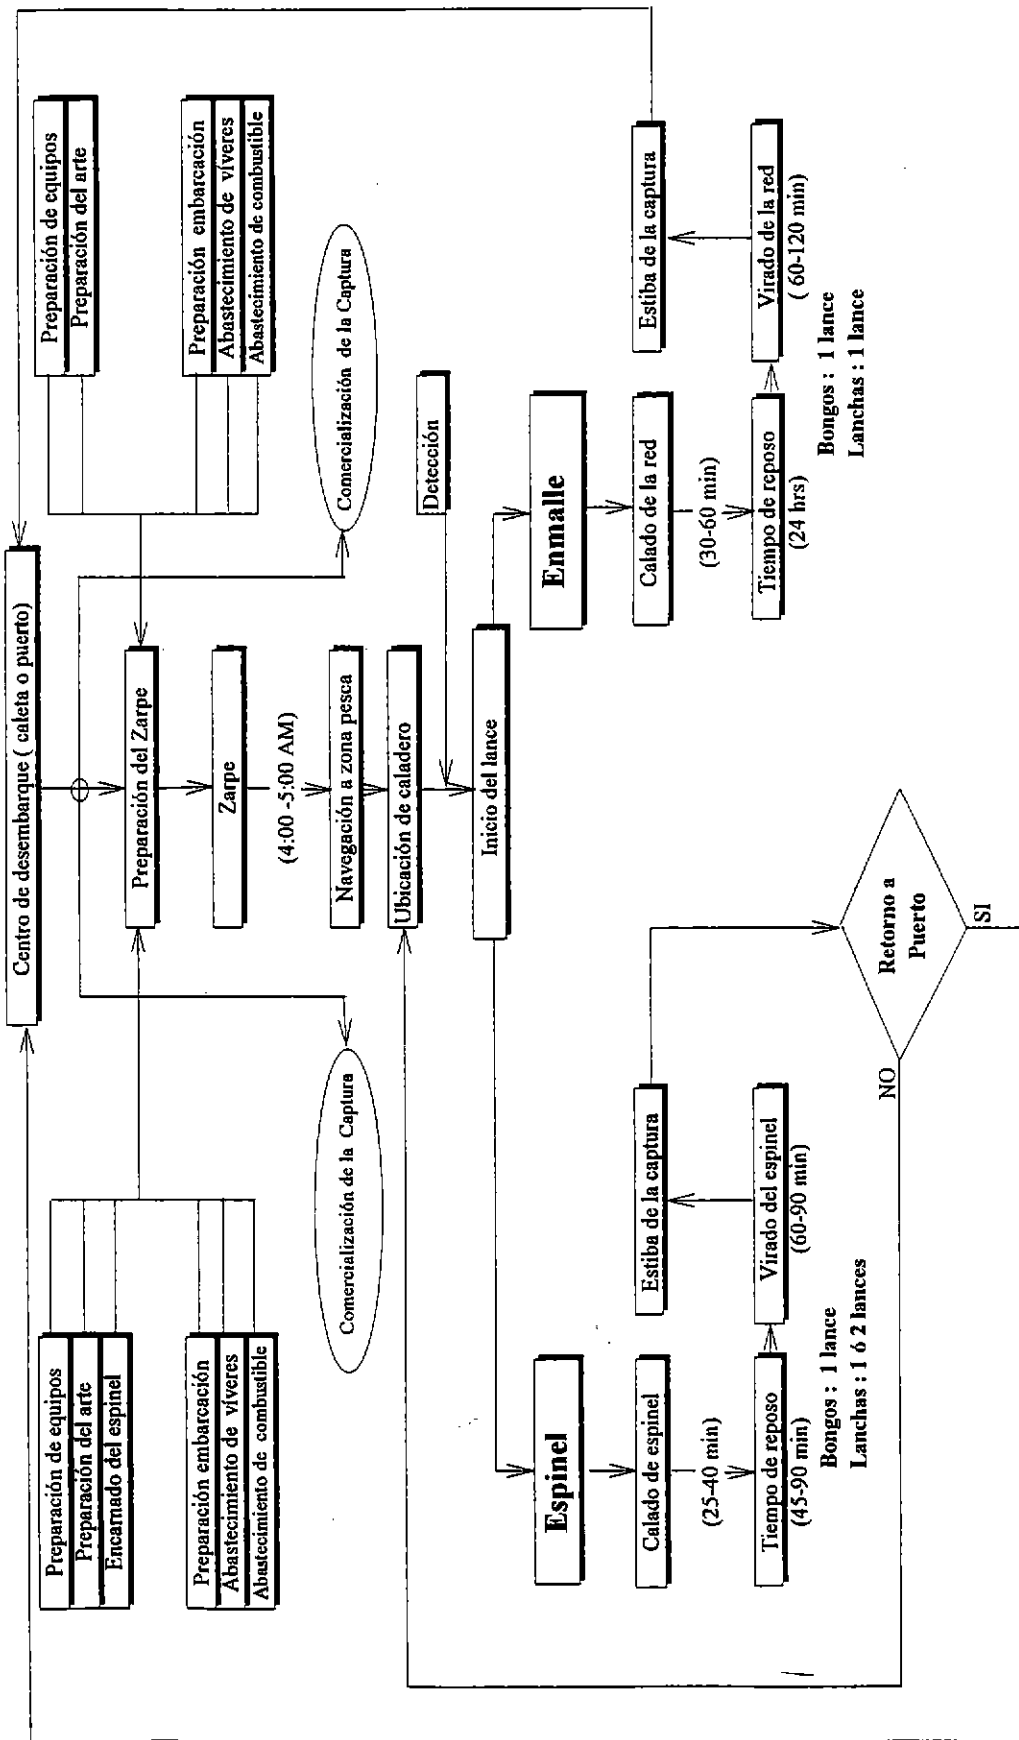 Centro de desembarque ( caleta o puerto)
Preparación de equipos
Preparación del arte
Encarnado del espinel
Preparación embarcación
Abastecimiento de víveres
Abastecimiento de combustible
Preparación de equipos
Preparación del arte
Preparación embarcación
Abastecimiento de víveres
Abastecimiento de combustible
Preparación del Zarpe
Zarpe
(4:00 -5:00 AM)
Comercialización de la Captura
Comercialización de la Captura
Navegación a zona pesca
Ubicación de caladero
Detección
Inicio del lance
Espinel
Calado de espinel
(25-40 min)
Tiempo de reposo
(45-90 min)
Estiba de la captura
Virado del espinel
(60-90 min)
Bongos : 1 lance
Lanchas : 1 ó 2 lances
Enmalle
Calado de la red
(30-60 min)
Tiempo de reposo
(24 hrs)
Estiba de la captura
Virado de la red
( 60-120 min)
Bongos : 1 lance
Lanchas : 1 lance
Retorno a
Puerto
NO
SI